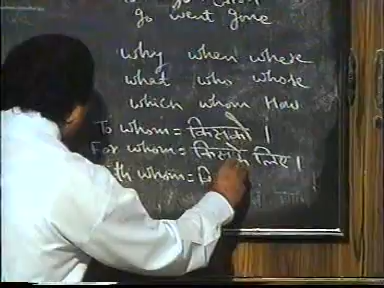 go went gone
why when where
what who whose
which whom How
To whom = किसको ।
For whom = किसके लिए ।
whom =